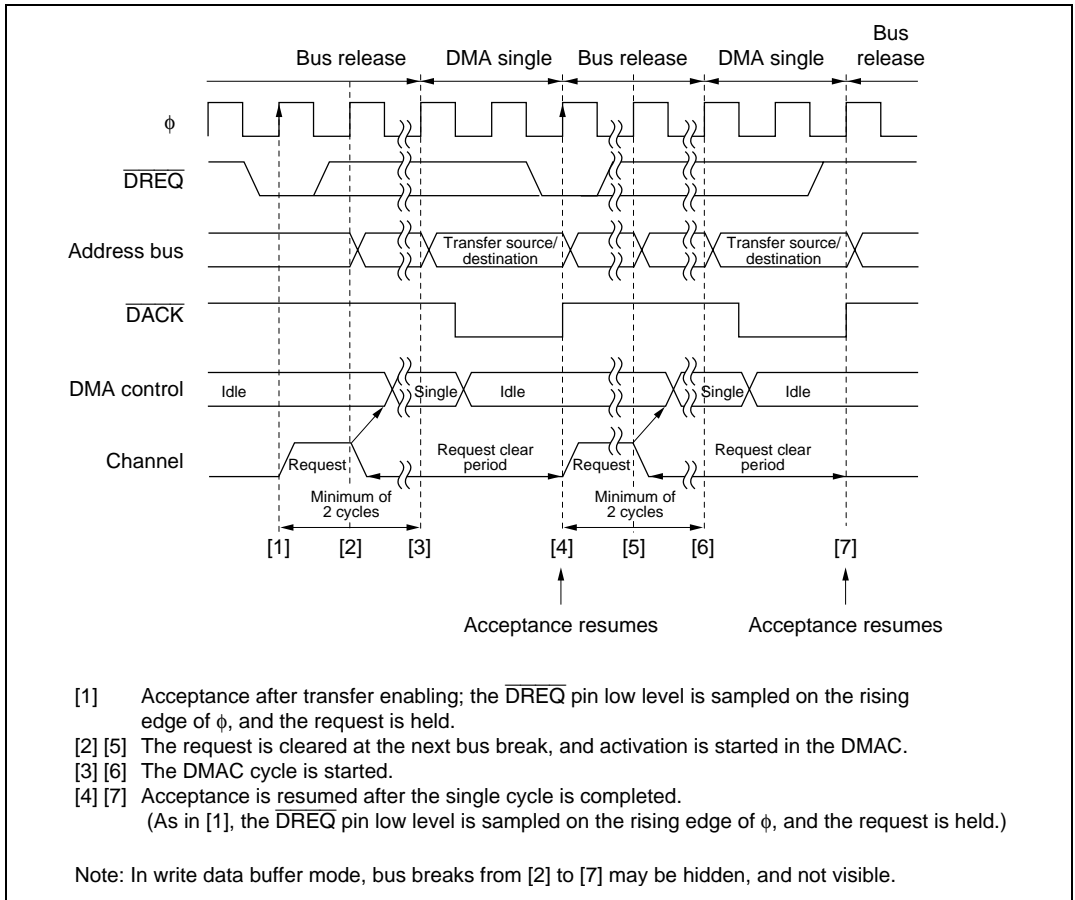 Bus
Bus release DMA single Bus release DMA single release
φ
DREQ
Address bus Transfer source/ Transfer source/
destination destination
DACK
DMA control Idle Single Idle Single Idle
Channel Request Request clear Request Request clear
period period
Minimum of Minimum of
2 cycles 2 cycles
[1] [2] [3] [4] [5] [6] [7]
Acceptance resumes Acceptance resumes
[1] Acceptance after transfer enabling; the DREQ pin low level is sampled on the rising
edge of φ, and the request is held.
[2] [5] The request is cleared at the next bus break, and activation is started in the DMAC.
[3] [6] The DMAC cycle is started.
[4] [7] Acceptance is resumed after the single cycle is completed.
(As in [1], the DREQ pin low level is sampled on the rising edge of φ, and the request is held.)
Note: In write data buffer mode, bus breaks from [2] to [7] may be hidden, and not visible.